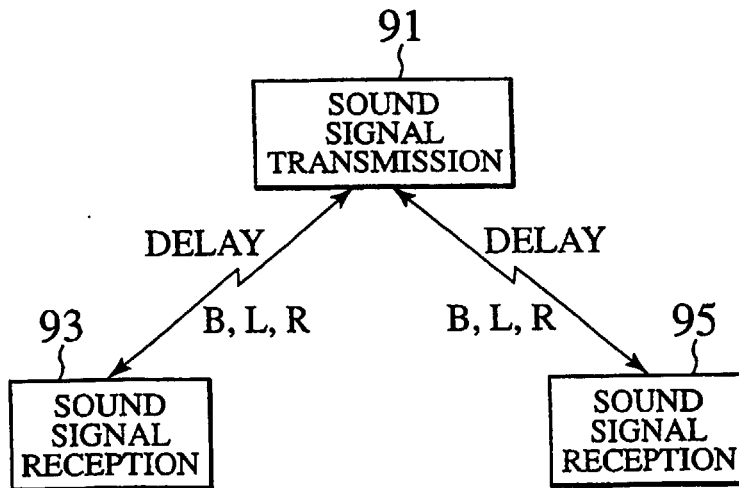 91
SOUND
SIGNAL
TRANSMISSION
DELAY
DELAY
B, L, R
B, L, R
93
95
SOUND
SIGNAL
RECEPTION
SOUND
SIGNAL
RECEPTION